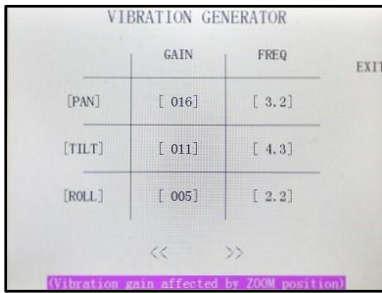 VIBRATION GENERATOR
GAIN FREQ
EXIT
[PAN] [ 016] [ 3.2]
[TILT] [ 011] [ 4.3]
[ROLL] [ 005] [ 2.2]
<< >>
(Vibration gain affected by ZOOM position)